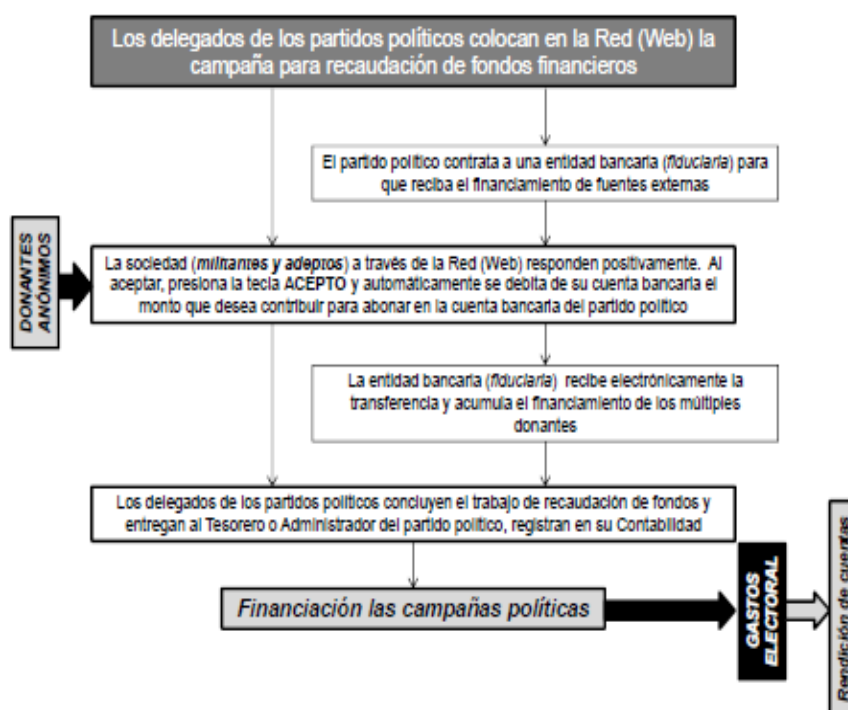 Los delegados de los partidos políticos colocan en la Red (Web) la
campaña para recaudación de fondos financieros
El partido político contrata a una entidad bancaria (fiduciaria) para
que reciba el financiamiento de fuentes externas
DONANTES
ANÓNIMOS
La sociedad (militantes y adeptos) a través de la Red (Web) responden positivamente. Al
aceptar, presiona la tecla ACEPTO y automáticamente se debita de su cuenta bancaria el
monto que desea contribuir para abonar en la cuenta bancaria del partido político
La entidad bancaria (fiduciaria) recibe electrónicamente la
transferencia y acumula el financiamiento de los múltiples
donantes
Los delegados de los partidos políticos concluyen el trabajo de recaudación de fondos y
entregan al Tesorero o Administrador del partido político, registran en su Contabilidad
Financiación las campañas políticas
GASTOS
ELECTORAL
Rendición de cuentas